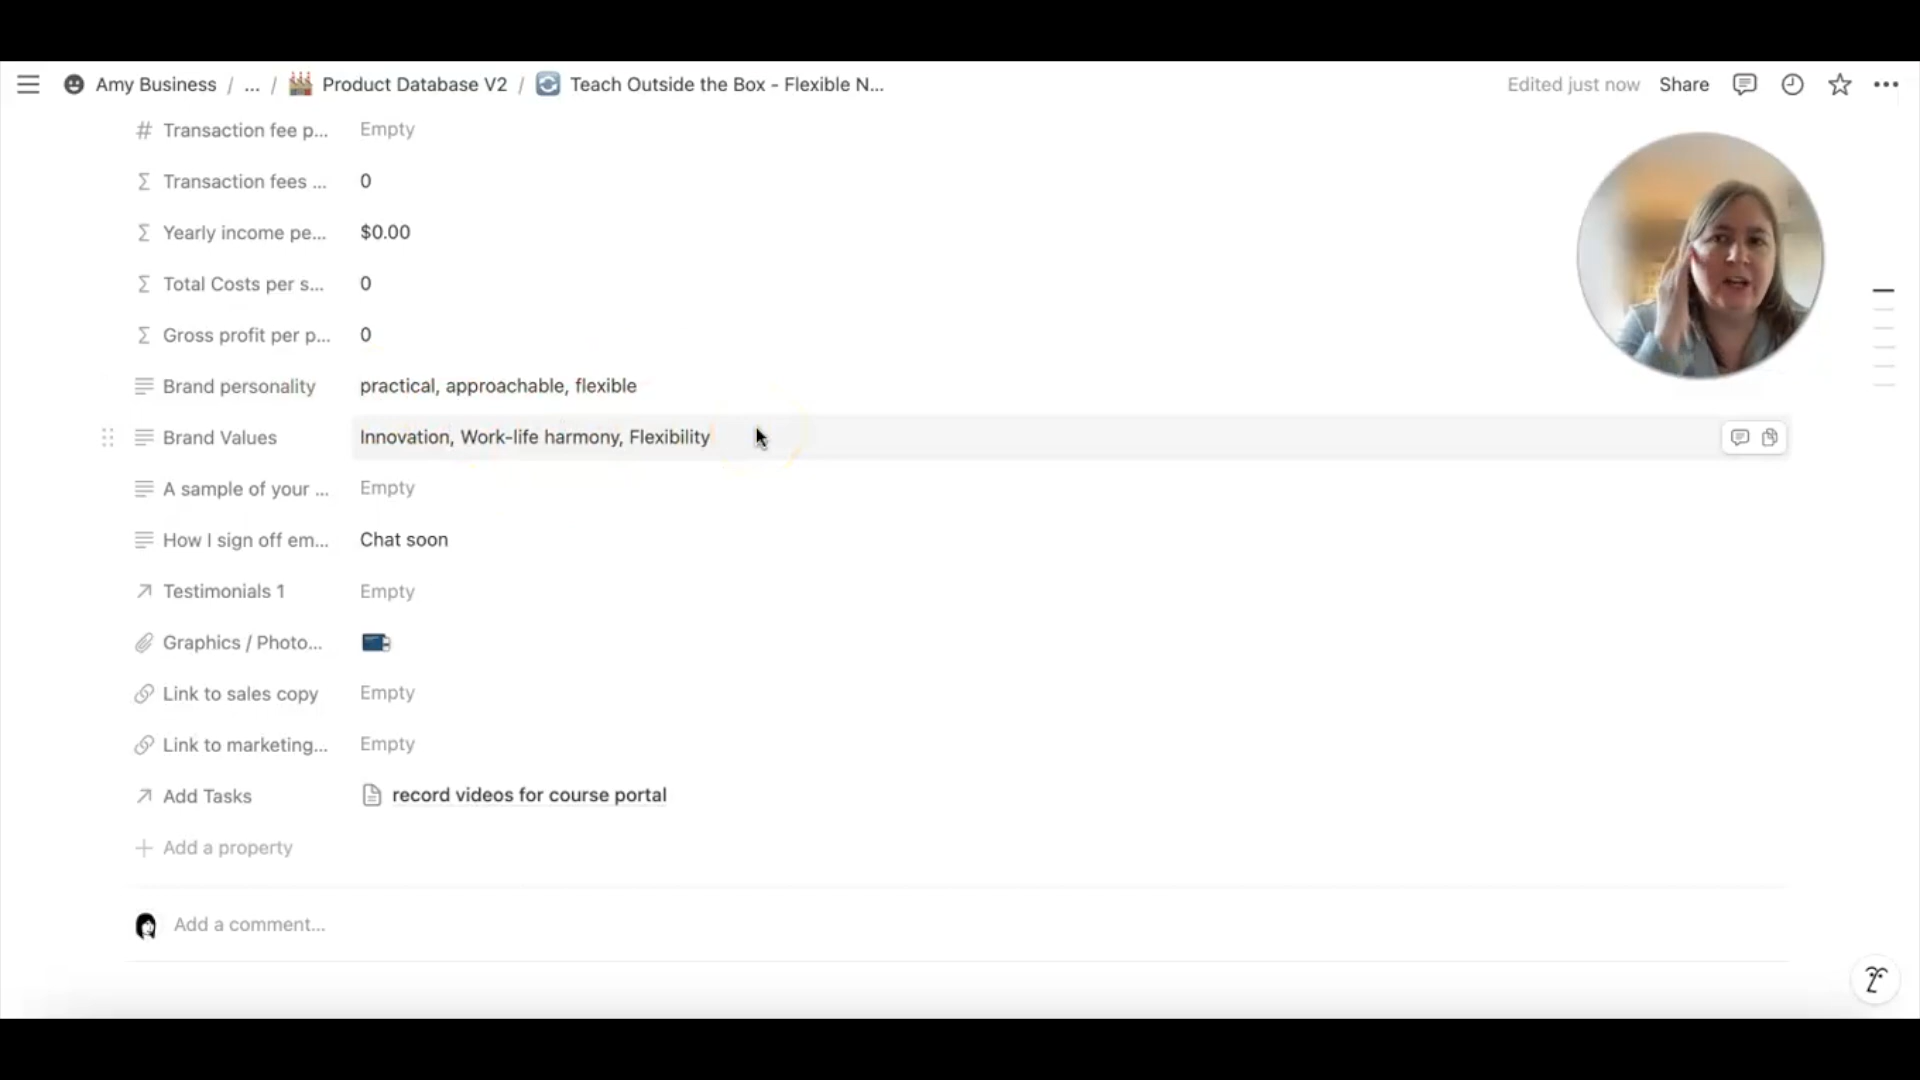 Amy Business / ... / Product Database V2 / Teach Outside the Box - Flexible N... Edited just now Share
# Transaction fee p... Empty
Σ Transaction fees ... 0
Σ Yearly income pe... $0.00
Σ Total Costs per s... 0
Σ Gross profit per p... 0
Brand personality practical, approachable, flexible
Brand Values Innovation, Work-life harmony, Flexibility
A sample of your ... Empty
How I sign off em... Chat soon
Testimonials 1 Empty
Graphics / Photo...
Link to sales copy Empty
Link to marketing... Empty
Add Tasks record videos for course portal
+ Add a property
Add a comment...